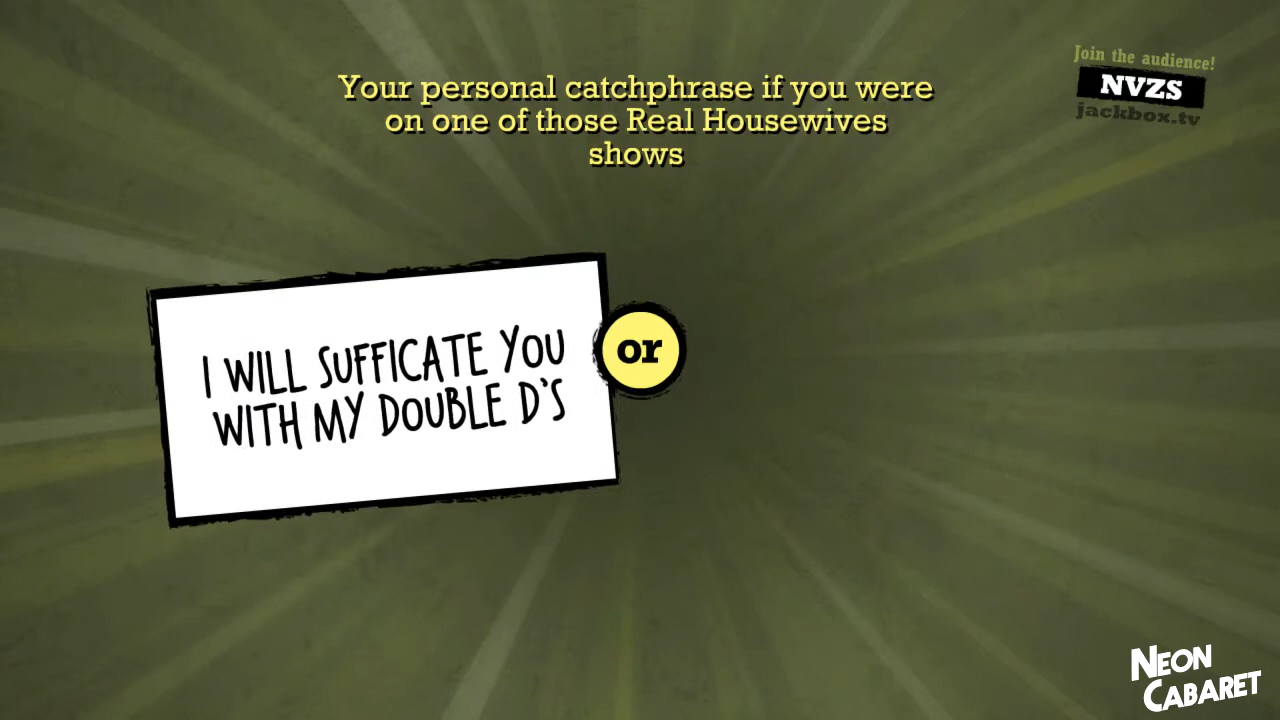 Join the audience!
NVZS
jackbox.tv
Your personal catchphrase if you were
on one of those Real Housewives
shows
I WILL SUFFICATE YOU
WITH MY DOUBLE D'S
or
NEON
CABARET